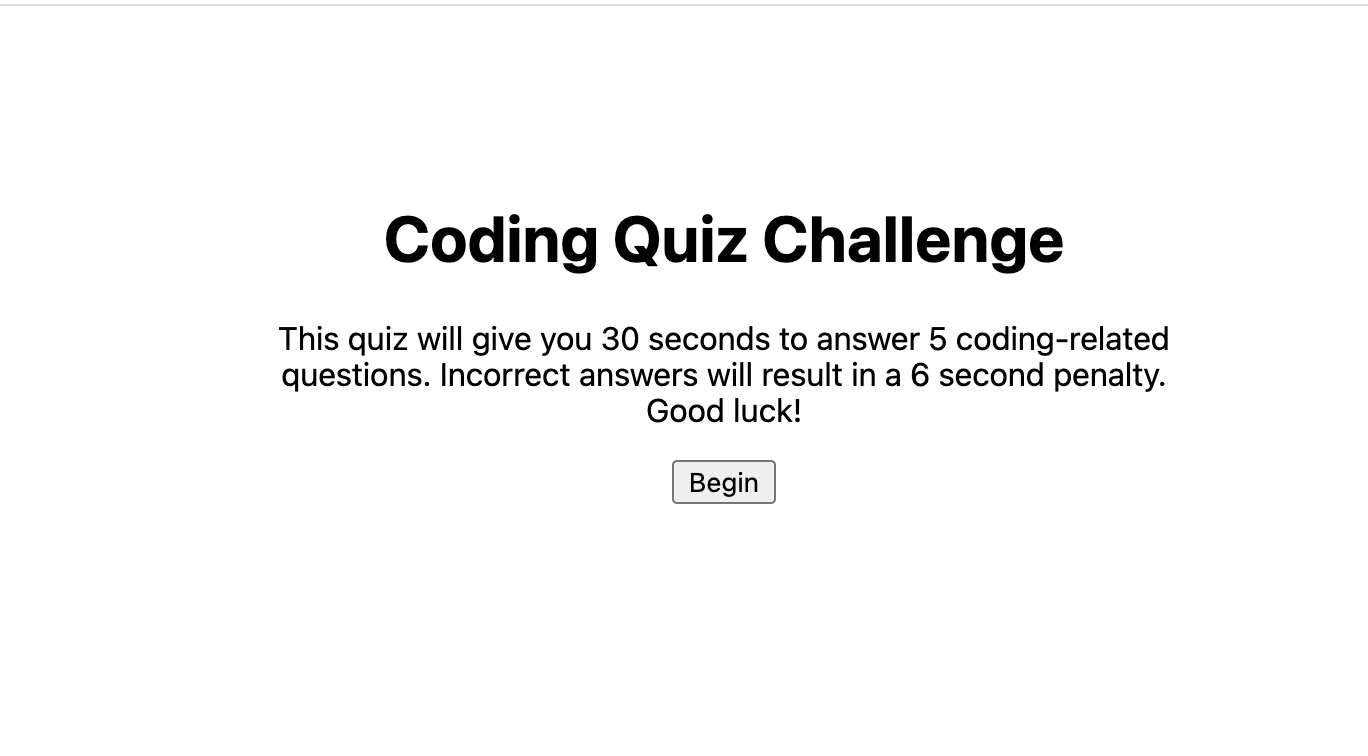 Coding Quiz Challenge
This quiz will give you 30 seconds to answer 5 coding-related
questions. Incorrect answers will result in a 6 second penalty.
Good luck!
Begin